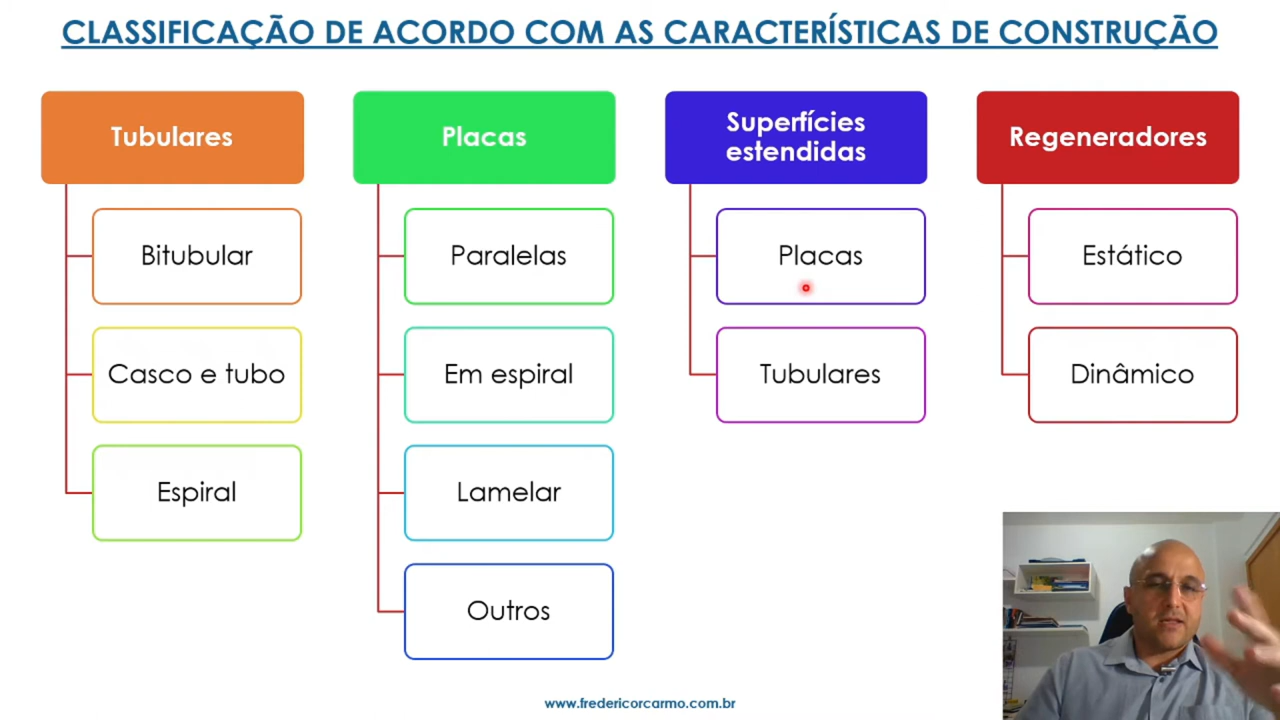 CLASSIFICAÇÃO DE ACORDO COM AS CARACTERÍSTICAS DE CONSTRUÇÃO
Tubulares
Bitubular
Casco e tubo
Espiral
Placas
Paralelas
Em espiral
Lamelar
Outros
Superfícies
estendidas
Placas
Tubulares
Regeneradores
Estático
Dinâmico
www.fredericorcarmo.com.br